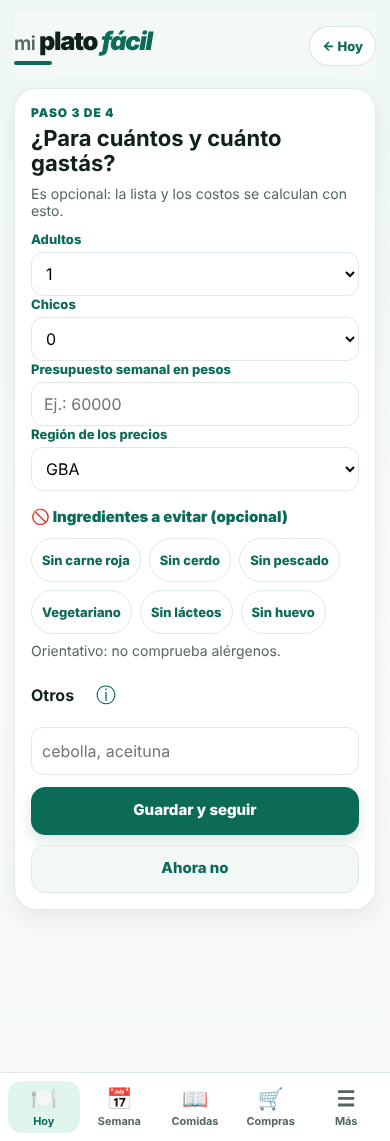 mi plato fácil
← Hoy
PASO 3 DE 4
¿Para cuántos y cuánto
gastás?
Es opcional: la lista y los costos se calculan con
esto.
Adultos
1
Chicos
0
Presupuesto semanal en pesos
Ej.: 60000
Región de los precios
GBA
🚫 Ingredientes a evitar (opcional)
Sin carne roja
Sin cerdo
Sin pescado
Vegetariano
Sin lácteos
Sin huevo
Orientativo: no comprueba alérgenos.
Otros ⓘ
cebolla, aceituna
Guardar y seguir
Ahora no
Hoy
Semana
Comidas
Compras
Más